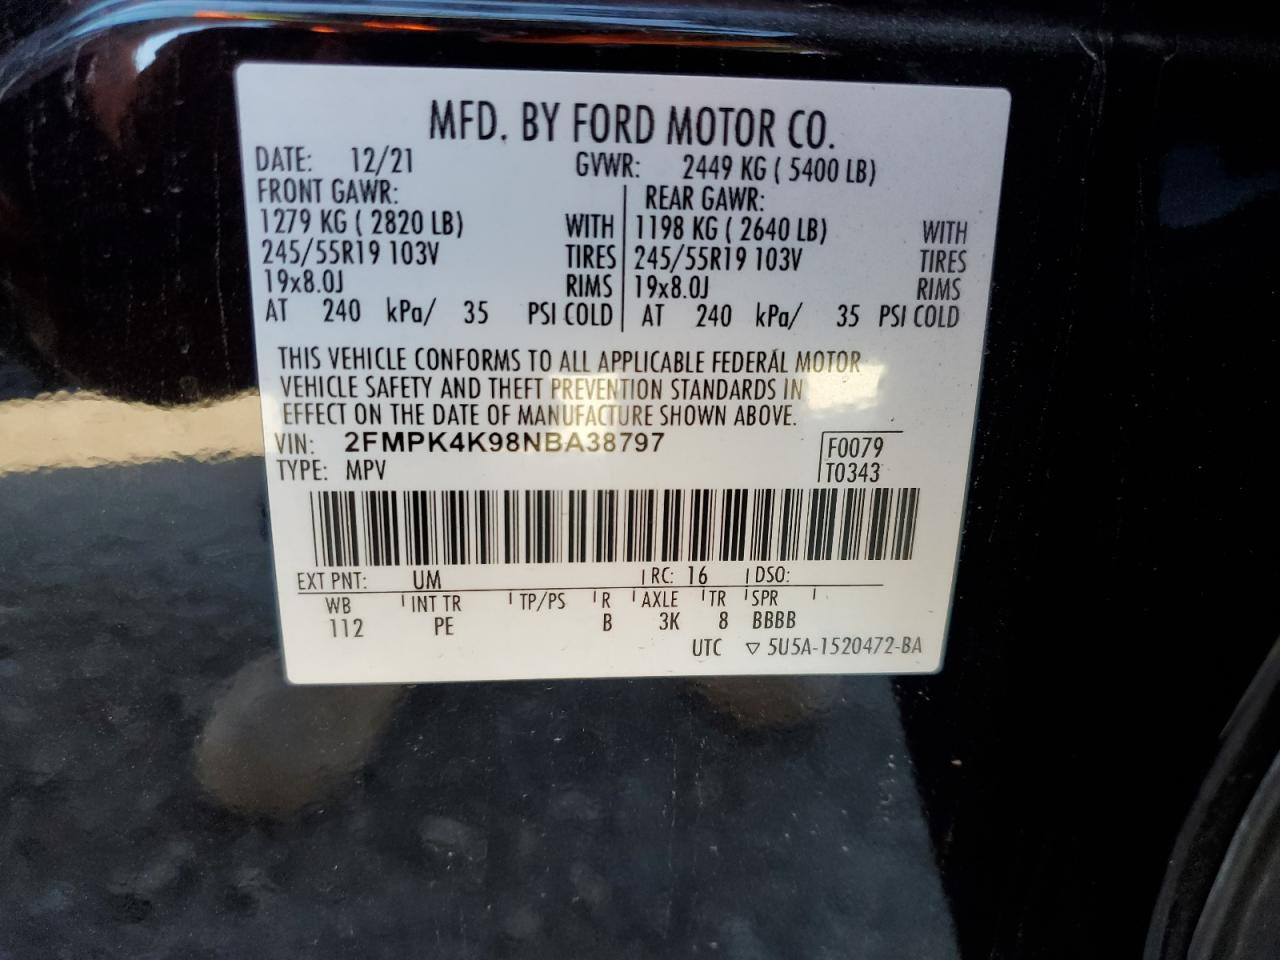 MFD. BY FORD MOTOR CO.
DATE: 12/21 GVWR: 2449 KG ( 5400 LB)
FRONT GAWR: REAR GAWR:
1279 KG ( 2820 LB) WITH 1198 KG ( 2640 LB) WITH
245/55R19 103V TIRES 245/55R19 103V TIRES
19x8.0J RIMS 19x8.0J RIMS
AT 240 kPa/ 35 PSI COLD AT 240 kPa/ 35 PSI COLD
THIS VEHICLE CONFORMS TO ALL APPLICABLE FEDERAL MOTOR
VEHICLE SAFETY AND THEFT PREVENTION STANDARDS IN
EFFECT ON THE DATE OF MANUFACTURE SHOWN ABOVE.
VIN: 2FMPK4K98NBA38797 F0079
TYPE: MPV T0343
EXT PNT: UM RC: 16 DSO:
WB INT TR TP/PS R AXLE TR SPR
112 PE B 3K 8 BBBB
UTC ▽ 5U5A-1520472-BA